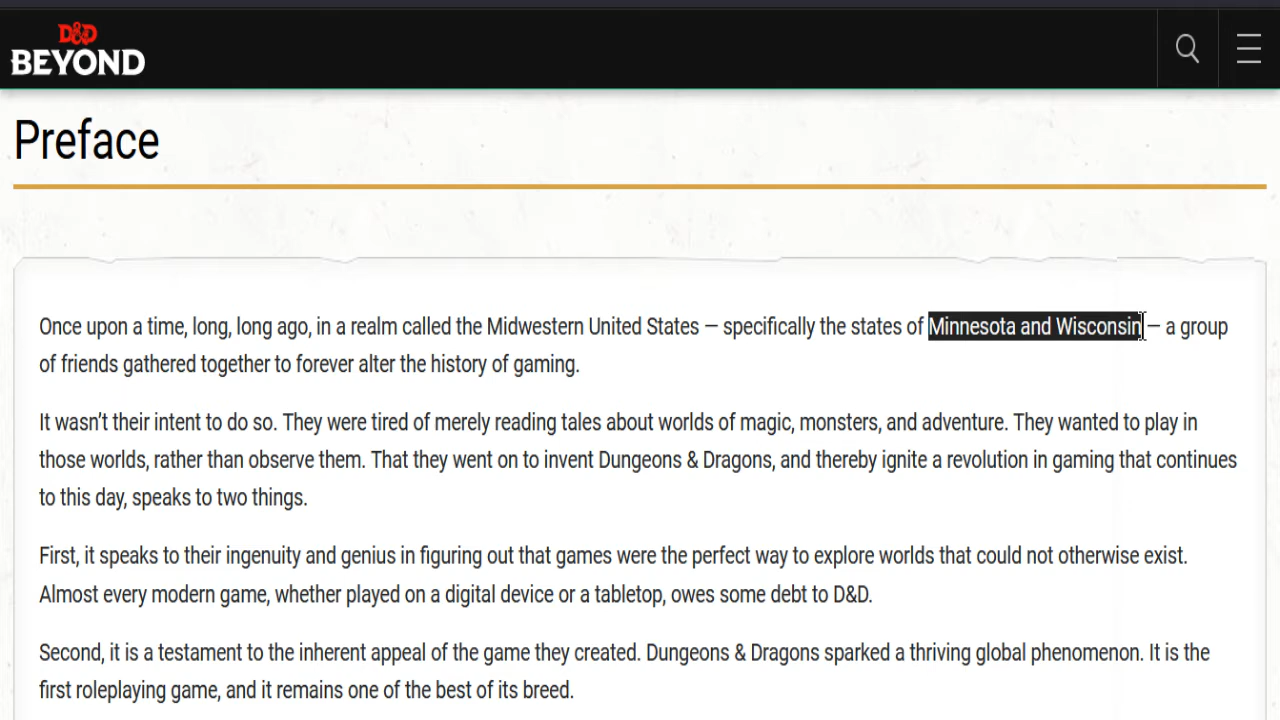 D&D
BEYOND
Preface
Once upon a time, long, long ago, in a realm called the Midwestern United States — specifically the states of Minnesota and Wisconsin — a group
of friends gathered together to forever alter the history of gaming.
It wasn’t their intent to do so. They were tired of merely reading tales about worlds of magic, monsters, and adventure. They wanted to play in
those worlds, rather than observe them. That they went on to invent Dungeons & Dragons, and thereby ignite a revolution in gaming that continues
to this day, speaks to two things.
First, it speaks to their ingenuity and genius in figuring out that games were the perfect way to explore worlds that could not otherwise exist.
Almost every modern game, whether played on a digital device or a tabletop, owes some debt to D&D.
Second, it is a testament to the inherent appeal of the game they created. Dungeons & Dragons sparked a thriving global phenomenon. It is the
first roleplaying game, and it remains one of the best of its breed.